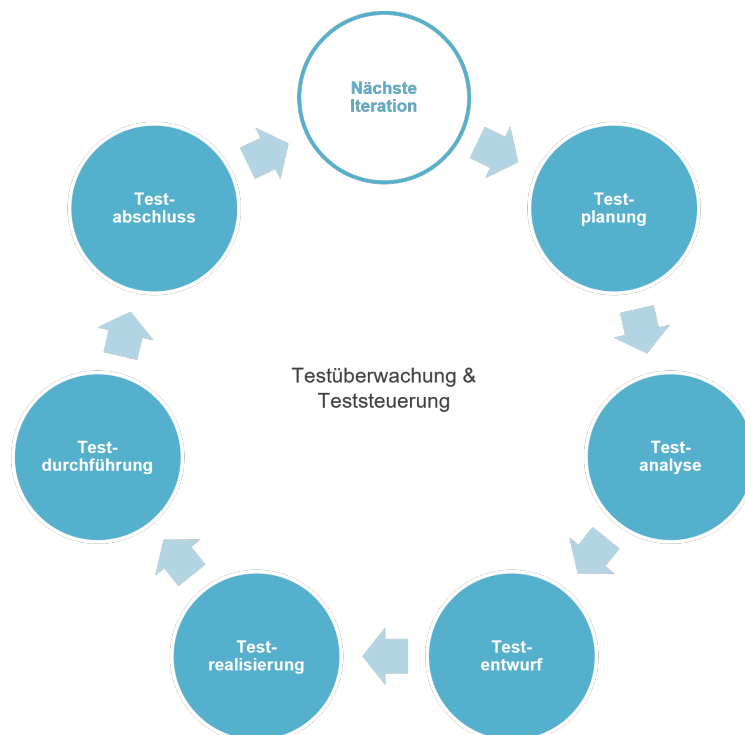 Nächste
Iteration
Test-
planung
Test-
analyse
Test-
entwurf
Test-
realisierung
Test-
durchführung
Test-
abschluss
Testüberwachung &
Teststeuerung